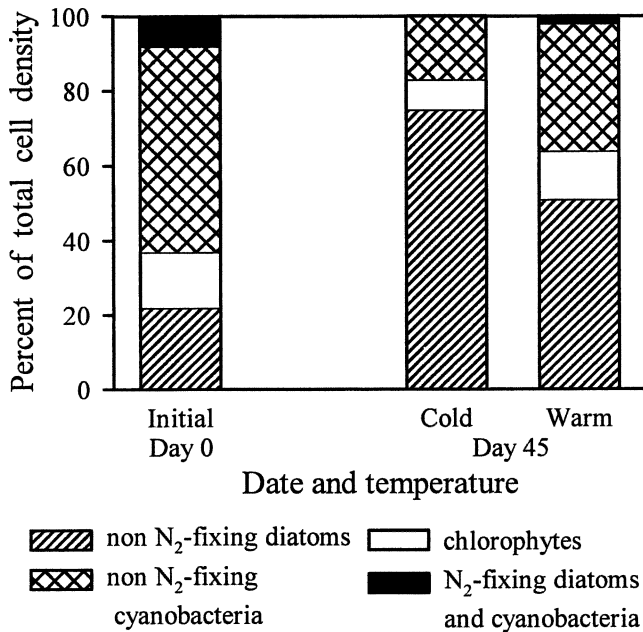 Percent of total cell density
100
80
60
40
20
0
Initial Cold Warm
Day 0 Day 45
Date and temperature
non N₂-fixing diatoms
chlorophytes
non N₂-fixing
cyanobacteria
N₂-fixing diatoms
and cyanobacteria